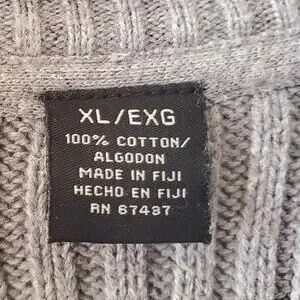 XL/EXG
100% COTTON/
ALGODON
MADE IN FIJI
HECHO EN FIJI
RN 67437